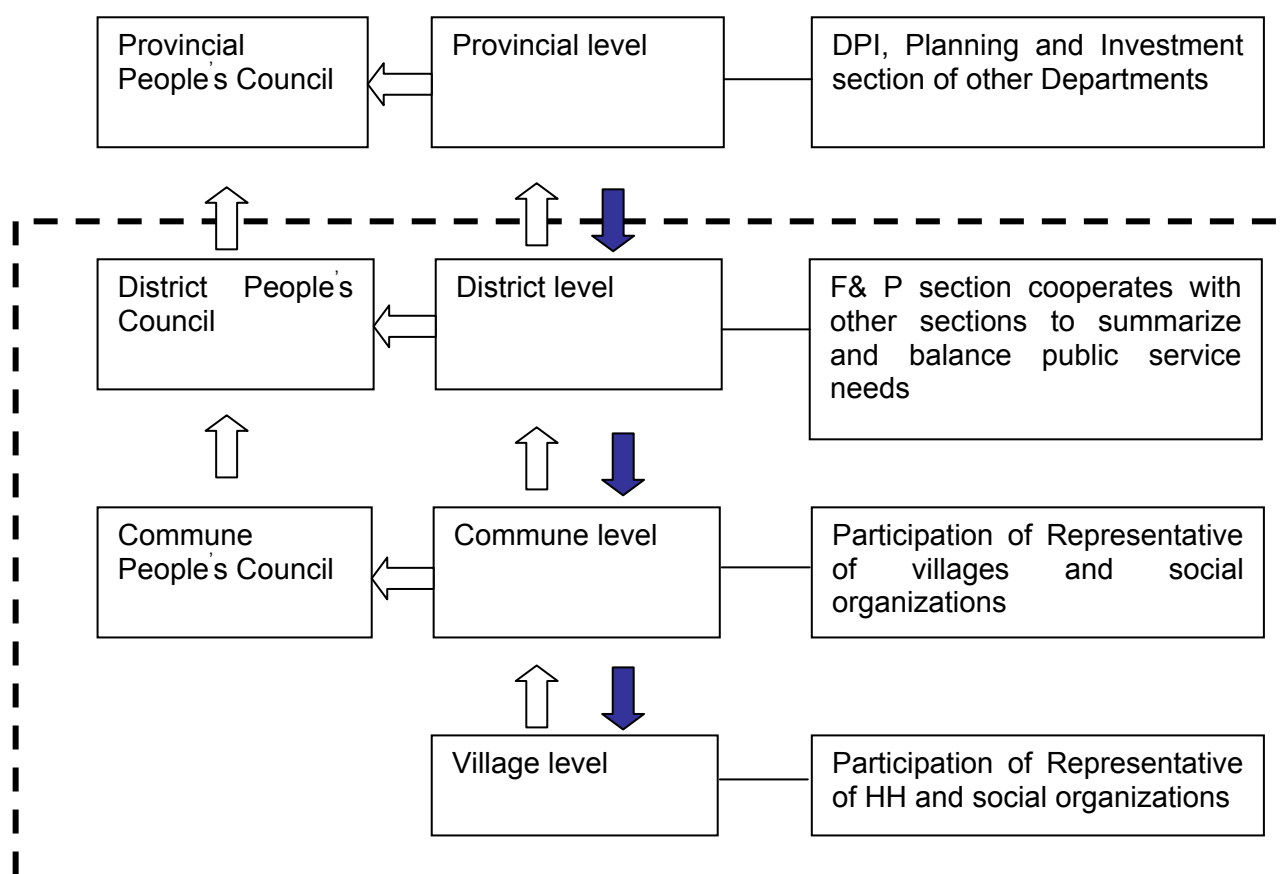 Provincial
People's Council
Provincial level
DPI, Planning and Investment
section of other Departments
District People's
Council
District level
F& P section cooperates with
other sections to summarize
and balance public service
needs
Commune
People's Council
Commune level
Participation of Representative
of villages and social
organizations
Village level
Participation of Representative
of HH and social organizations